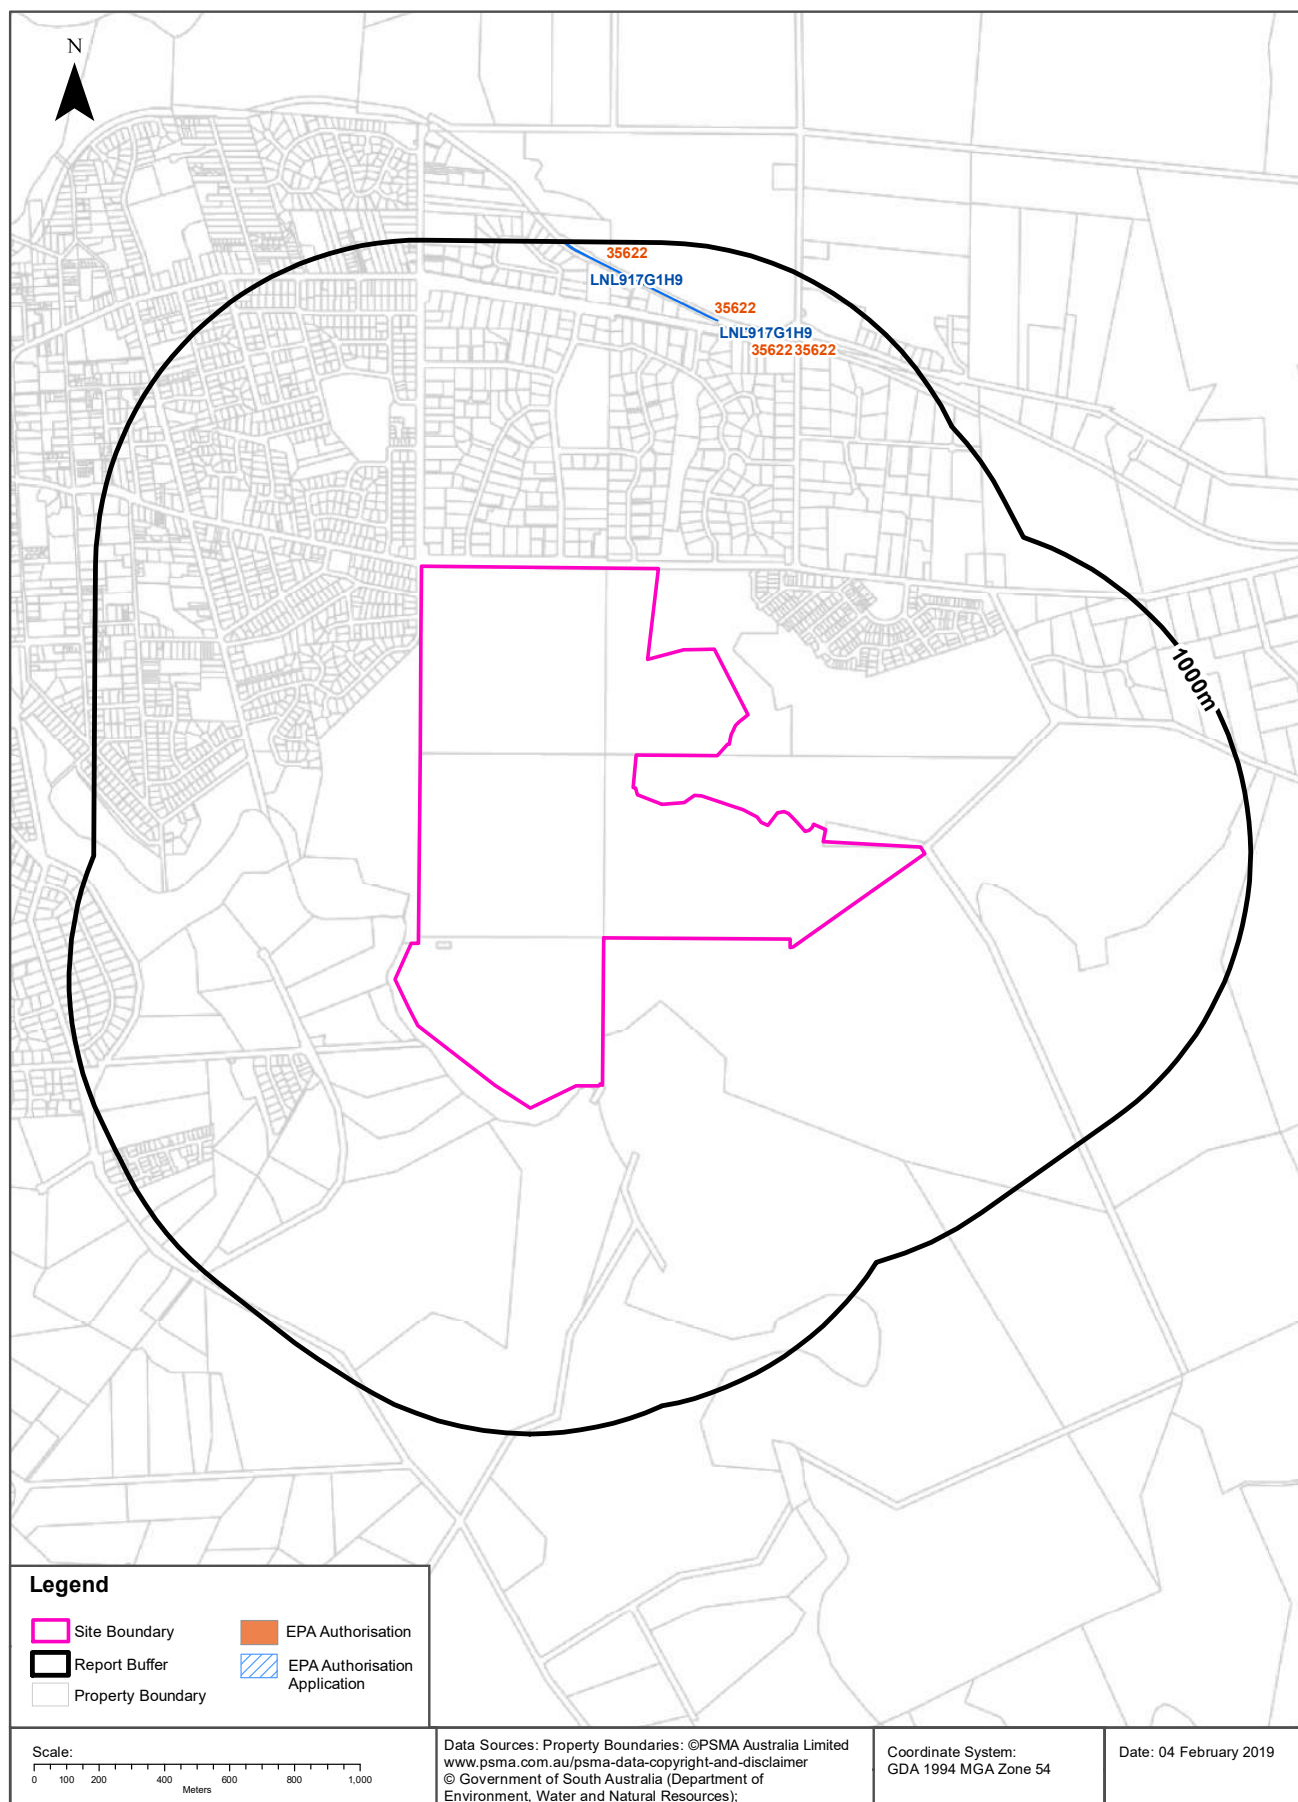 N
35622
LNL917G1H9
35622
LNL917G1H9
35622 35622
1000m
Legend
Site Boundary
EPA Authorisation
Report Buffer
EPA Authorisation
Application
Property Boundary
Scale:
0 100 200 400 600 800 1,000
Meters
Data Sources: Property Boundaries: ©PSMA Australia Limited
www.psma.com.au/psma-data-copyright-and-disclaimer
© Government of South Australia (Department of
Environment, Water and Natural Resources);
Coordinate System:
GDA 1994 MGA Zone 54
Date: 04 February 2019